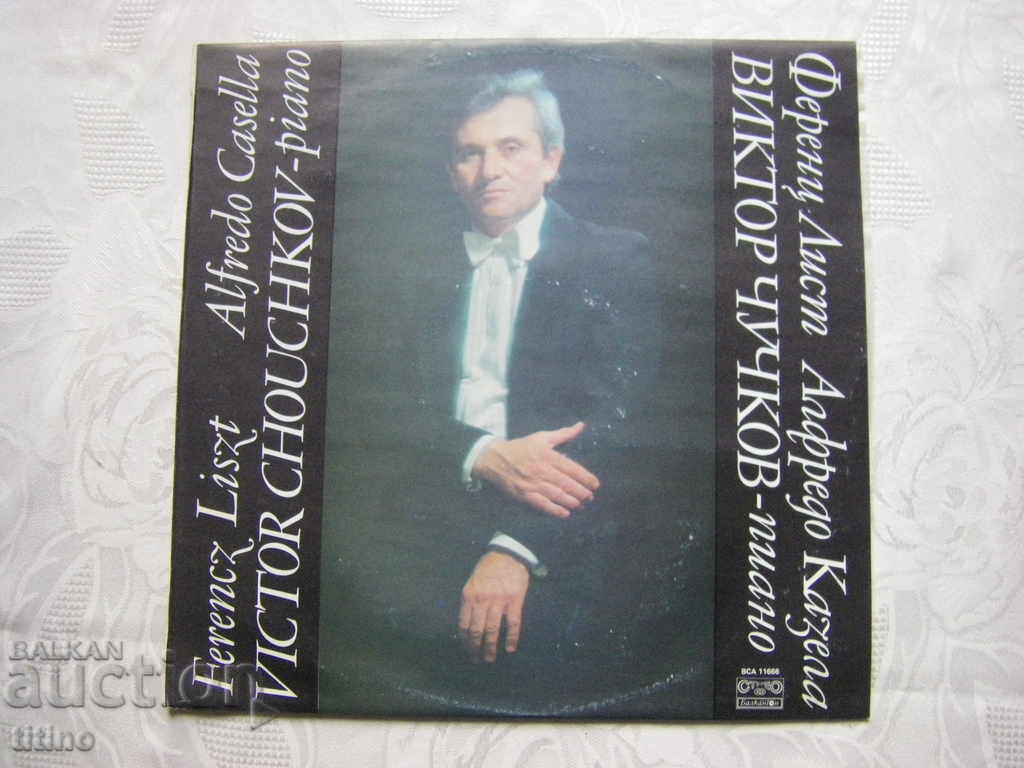 Ferencz Liszt Alfredo Casella
VICTOR CHOUCHKOV-piano
Ференц Лист Алфредо Казела
ВИКТОР ЧУЧКОВ-пиано
ВСА 11666
СТЕРЕО
Балкантон
BALKAN
auction
titino